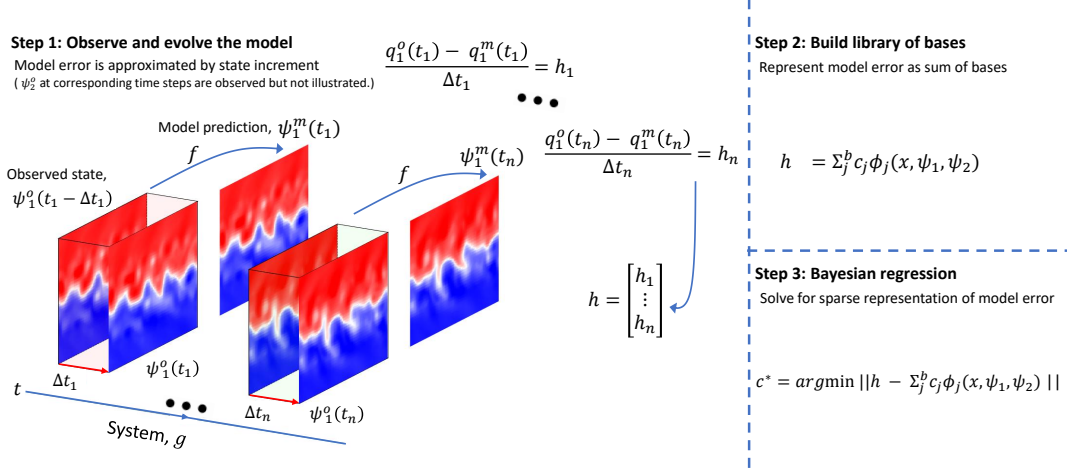 Step 1: Observe and evolve the model
Model error is approximated by state increment
( ψ₂ᵒ at corresponding time steps are observed but not illustrated.)
(q₁ᵒ(t₁) − q₁ᵐ(t₁)) / Δt₁ = h₁
•••
Model prediction, ψ₁ᵐ(t₁)
f
Observed state,
ψ₁ᵒ(t₁ − Δt₁)
ψ₁ᵐ(tₙ)
f
(q₁ᵒ(tₙ) − q₁ᵐ(tₙ)) / Δtₙ = hₙ
h = [h₁ ⋮ hₙ]
Δt₁
ψ₁ᵒ(t₁)
t
•••
Δtₙ
ψ₁ᵒ(tₙ)
System, g
Step 2: Build library of bases
Represent model error as sum of bases
h = Σⱼᵇ cⱼϕⱼ(x, ψ₁, ψ₂)
Step 3: Bayesian regression
Solve for sparse representation of model error
c* = argmin ||h − Σⱼᵇ cⱼϕⱼ(x, ψ₁, ψ₂) ||